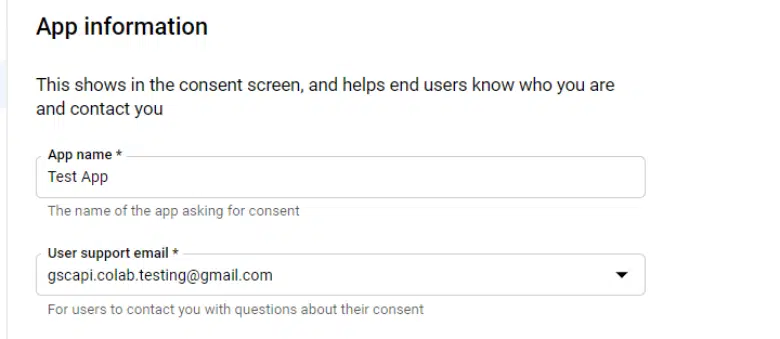 App information
This shows in the consent screen, and helps end users know who you are
and contact you
App name *
Test App
The name of the app asking for consent
User support email *
gscapi.colab.testing@gmail.com
For users to contact you with questions about their consent